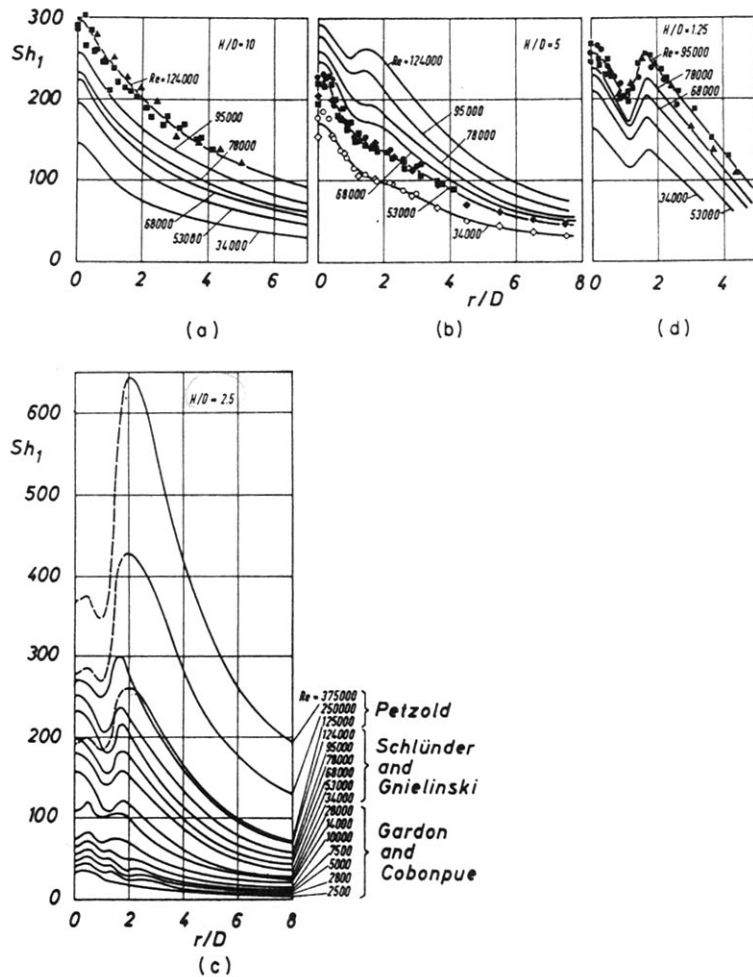 Sh1
300
200
100
0
H/D=10
Re=124000
95000
78000
68000
53000
34000
0 2 4 6
(a)
H/D=5
Re=124000
95000
78000
68000
53000
34000
0 2 4 6 8
r/D
(b)
H/D=1.25
Re=95000
78000
68000
34000
53000
0 2 4
(d)
Sh1
600
500
400
300
200
100
0
H/D=2.5
0 2 4 6 8
r/D
(c)
Re=375000
250000
125000
Petzold
124000
95000
78000
68000
53000
34000
Schlünder
and
Gnielinski
28000
14000
10000
7500
5000
2800
2500
Gardon
and
Cobonpue